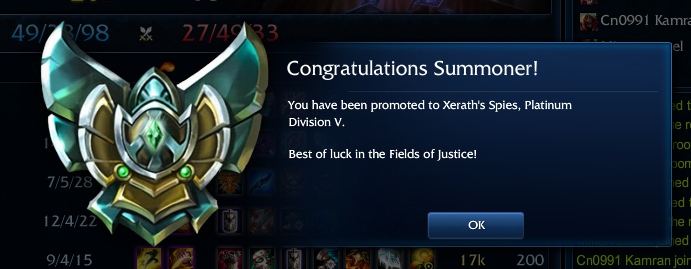 49/23/98 27/49/33
Cn0991 Kamran
Congratulations Summoner!
You have been promoted to Xerath's Spies, Platinum
Division V.
Best of luck in the Fields of Justice!
7/5/28
12/4/22
OK
9/4/15 17k 200
Cn0991 Kamran join